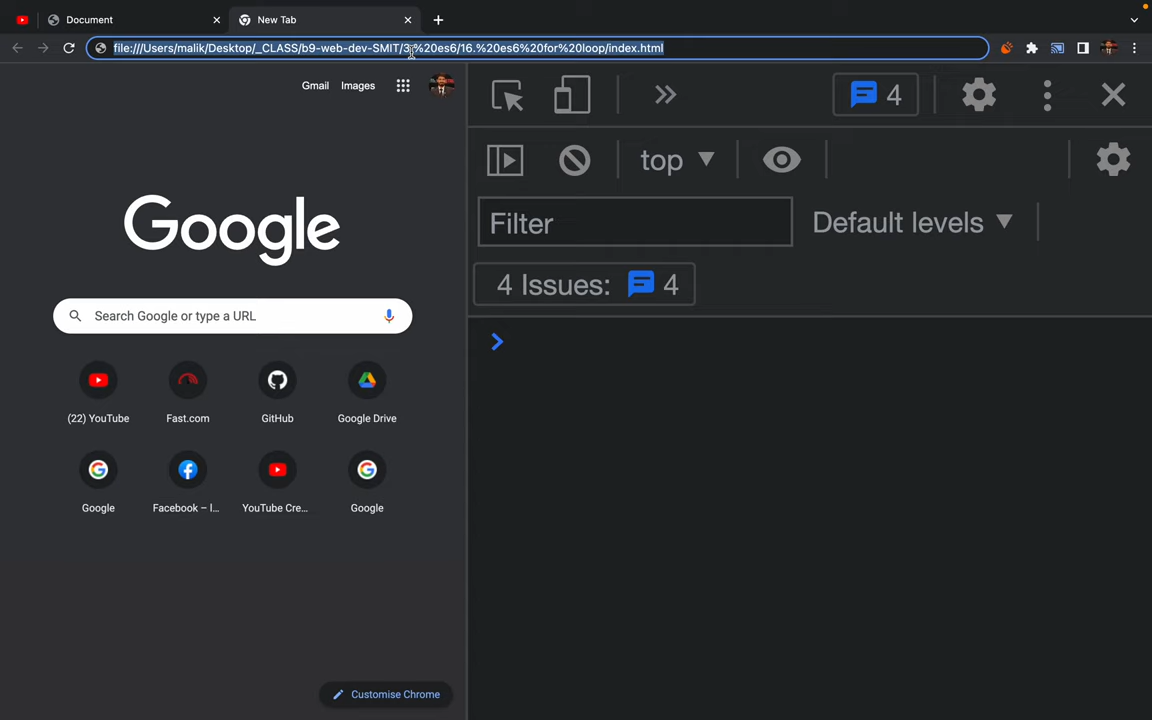 Document
New Tab
file:///Users/malik/Desktop/_CLASS/b9-web-dev-SMIT/3.%20es6/16.%20es6%20for%20loop/index.html
Gmail Images
4
top
Filter
Default levels
4 Issues: 4
Google
Search Google or type a URL
(22) YouTube Fast.com GitHub Google Drive
Google Facebook – l... YouTube Cre... Google
Customise Chrome